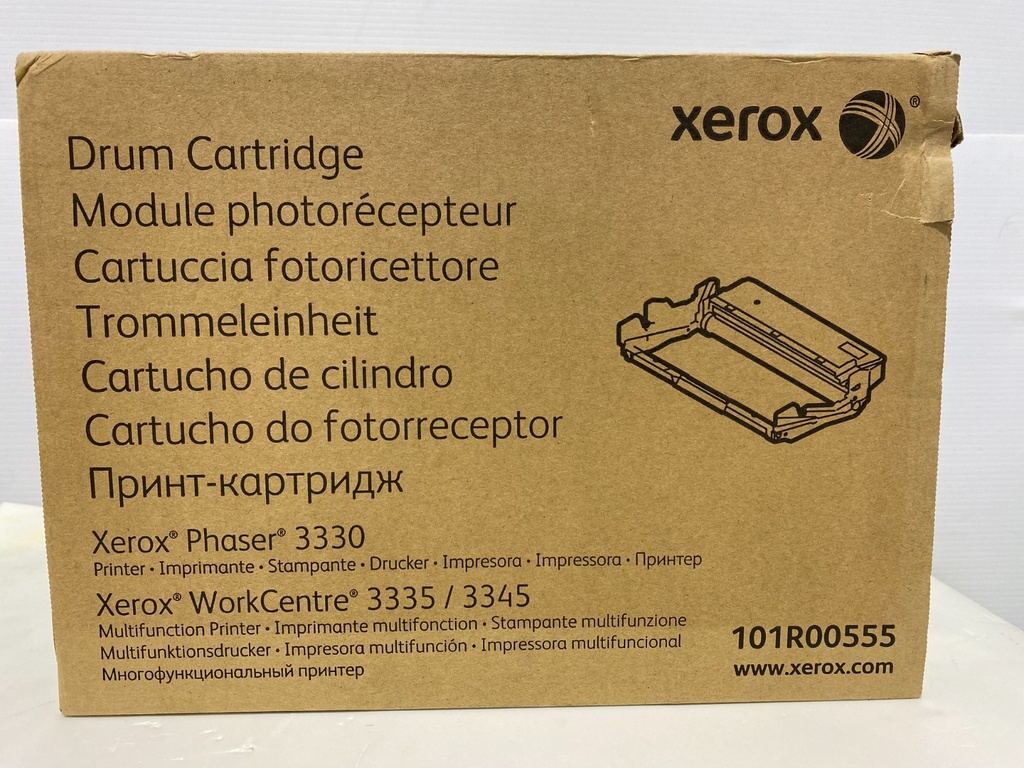 xerox ®
Drum Cartridge
Module photorécepteur
Cartuccia fotoricettore
Trommeleinheit
Cartucho de cilindro
Cartucho do fotorreceptor
Принт-картридж
Xerox® Phaser® 3330
Printer • Imprimante • Stampante • Drucker • Impresora • Impressora • Принтер
Xerox® WorkCentre® 3335 / 3345
Multifunction Printer • Imprimante multifonction • Stampante multifunzione
Multifunktionsdrucker • Impresora multifunción • Impressora multifuncional
Многофункциональный принтер
101R00555
www.xerox.com